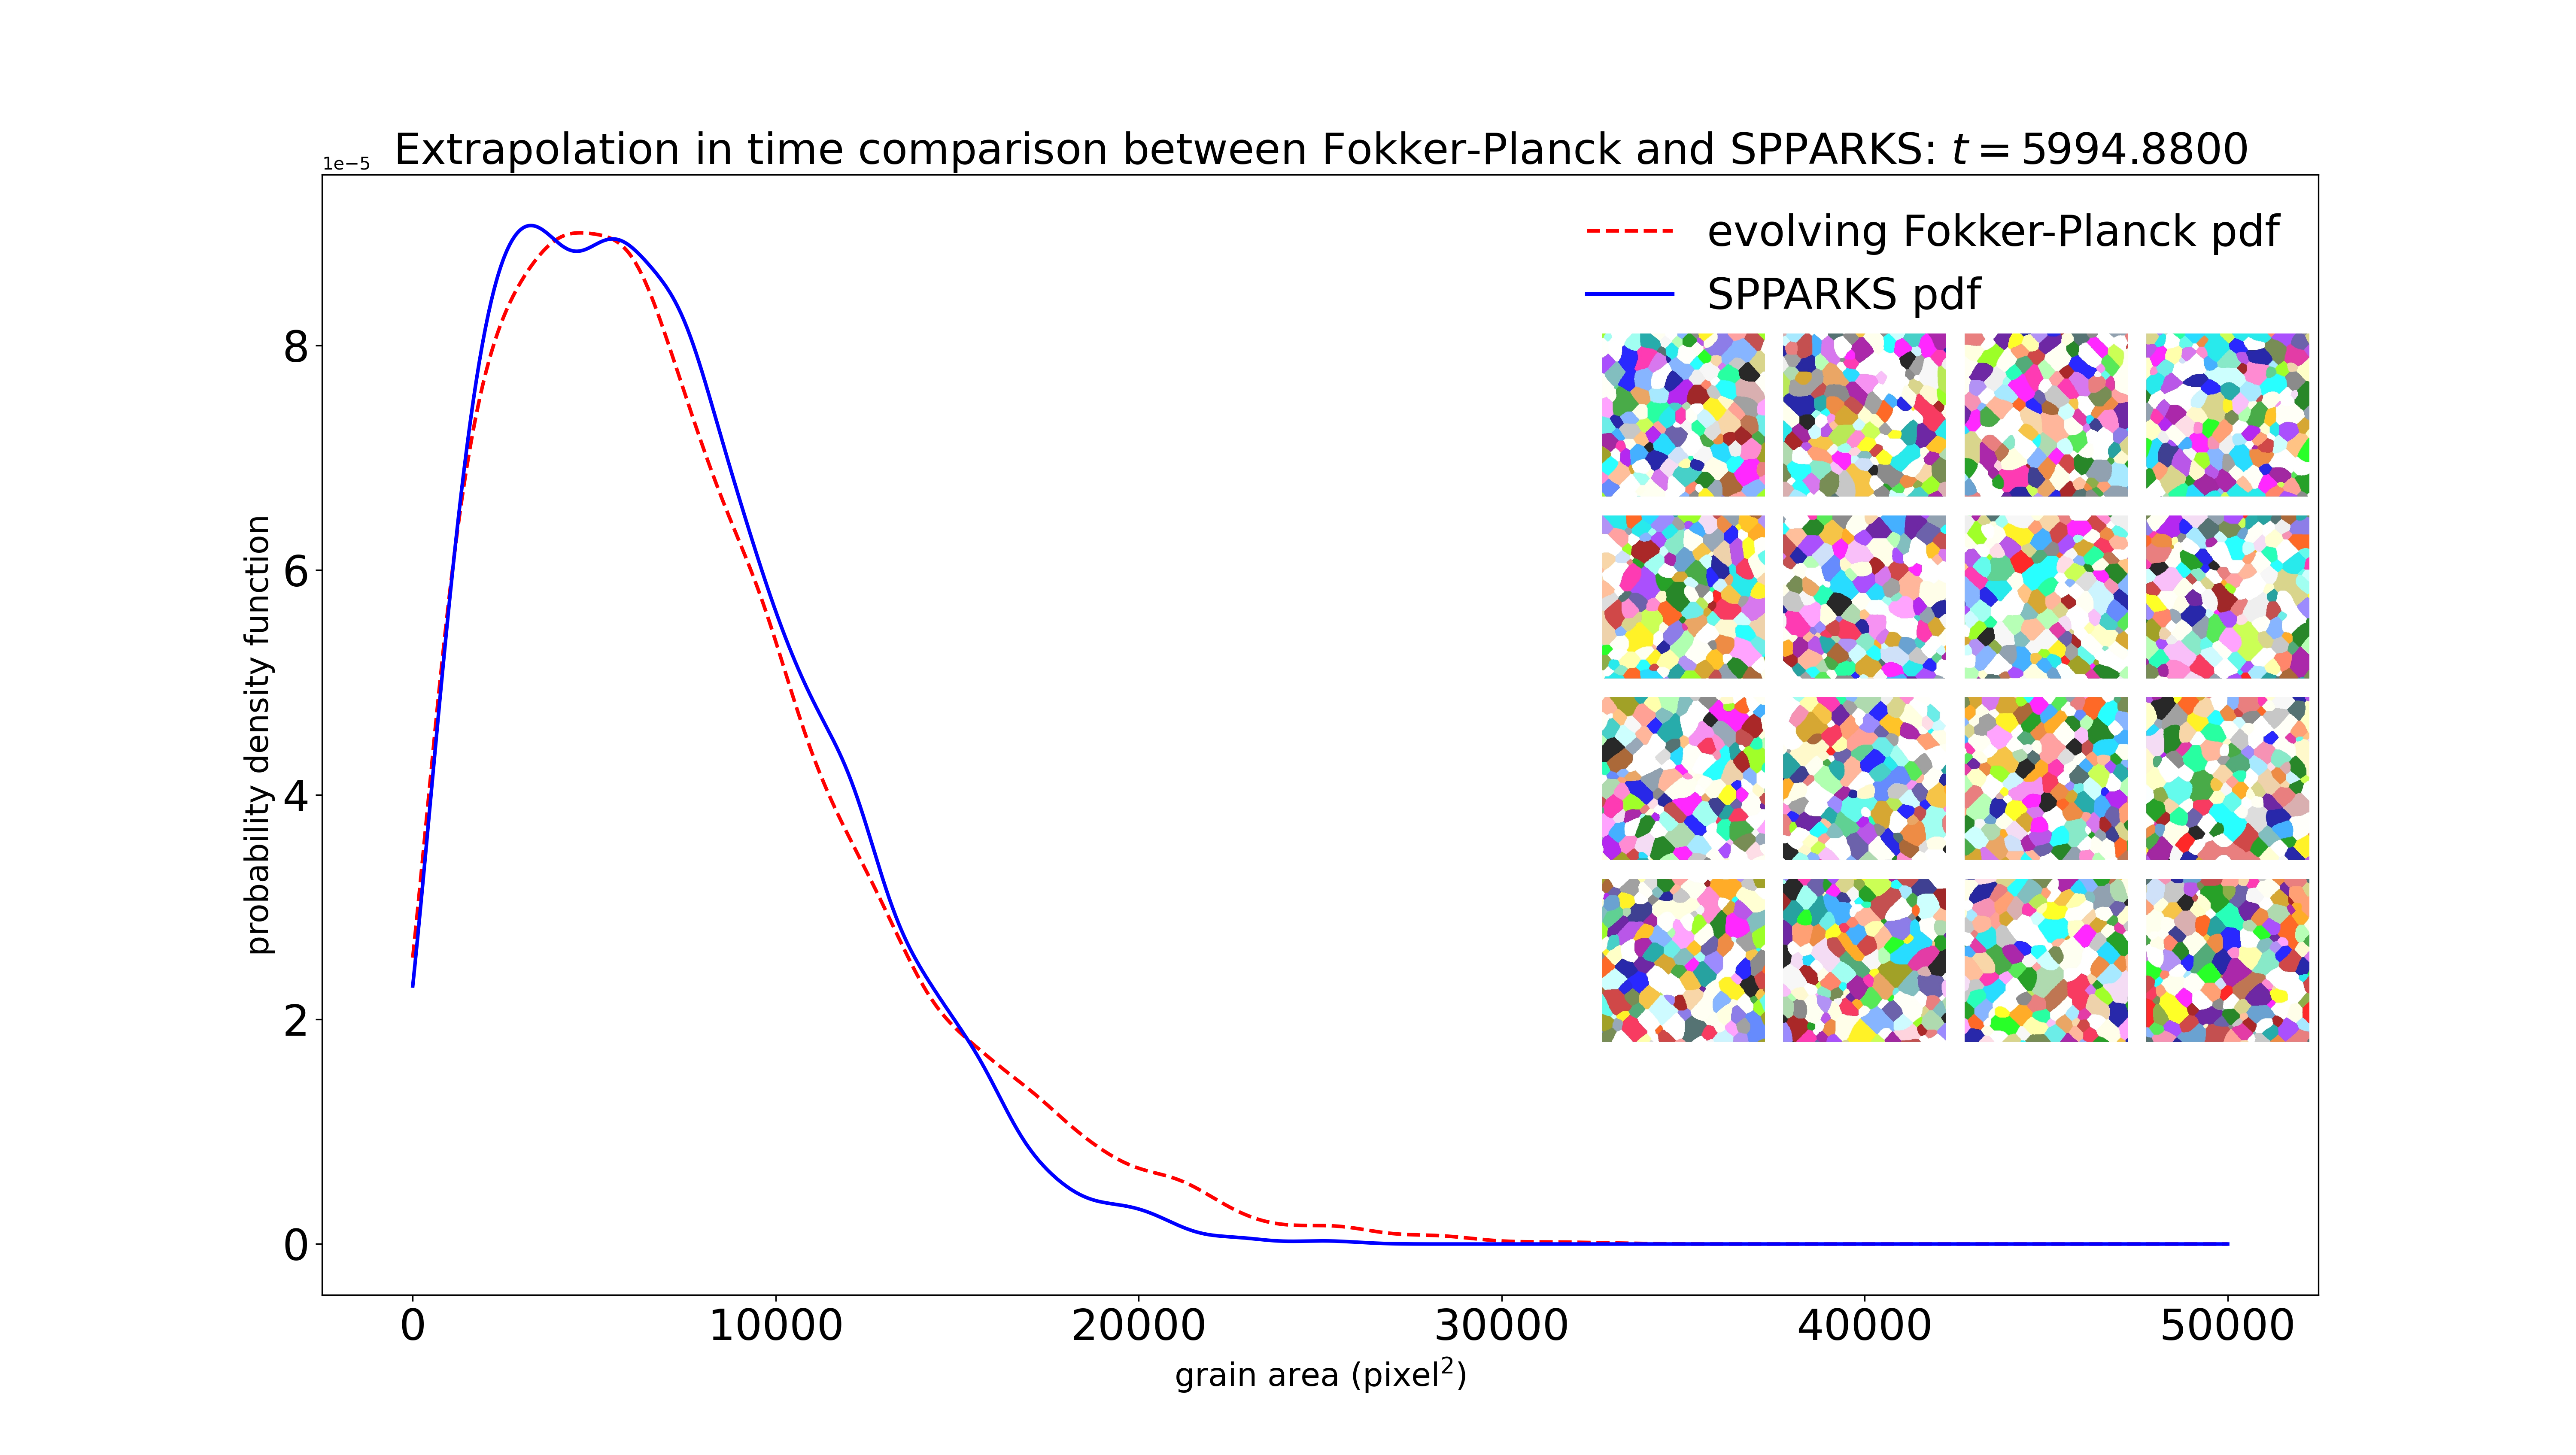 Extrapolation in time comparison between Fokker-Planck and SPPARKS: t = 5994.8800
1e−5
evolving Fokker-Planck pdf
SPPARKS pdf
8
6
4
2
0
probability density function
0 10000 20000 30000 40000 50000
grain area (pixel²)